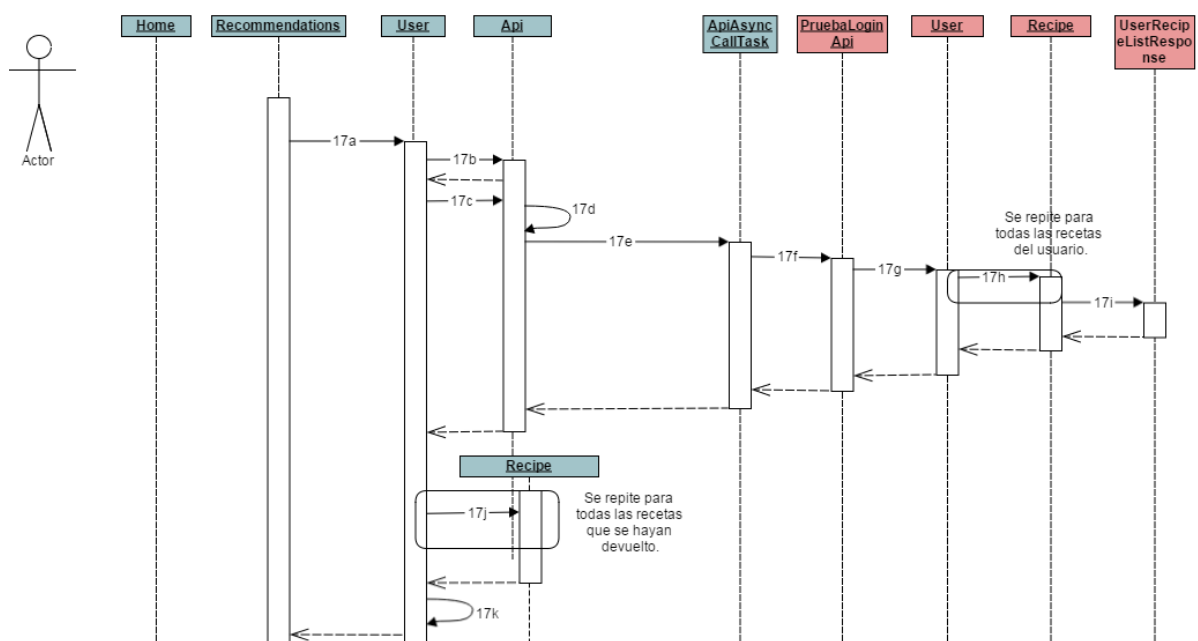 Home
Recommendations
User
Api
ApiAsync
CallTask
PruebaLogin
Api
User
Recipe
UserRecip
eListRespo
nse
Actor
17a
17b
17c
17d
17e
17f
17g
Se repite para
todas las recetas
del usuario.
17h
17i
Recipe
17j
Se repite para
todas las recetas
que se hayan
devuelto.
17k